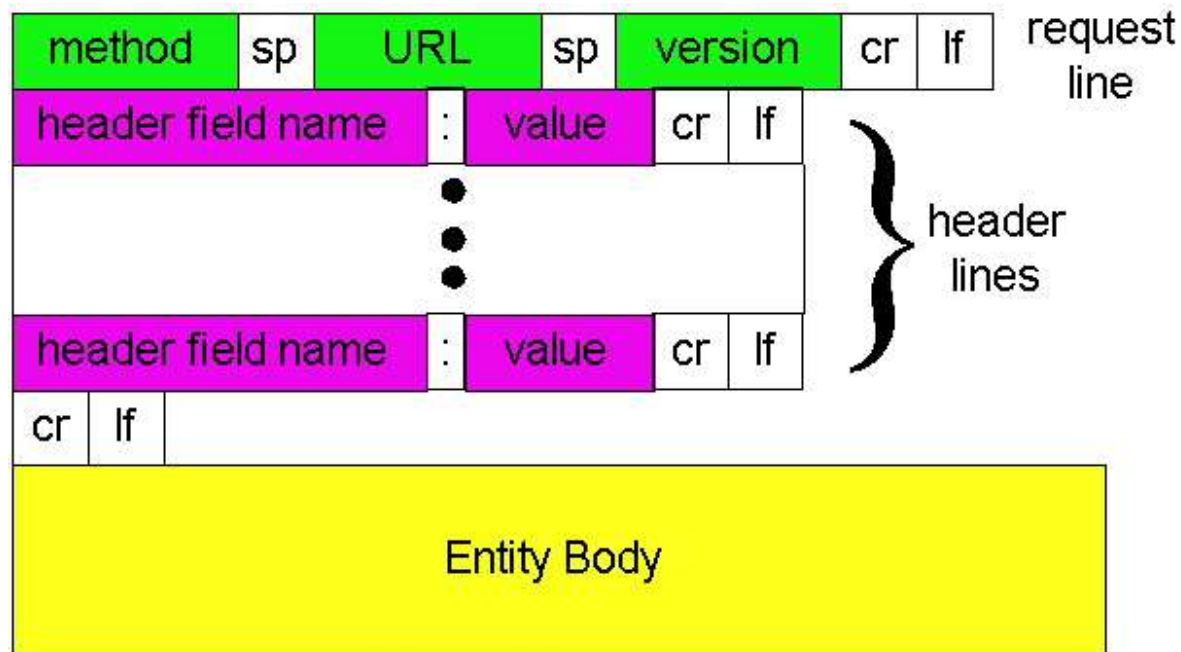 method sp URL sp version cr lf
request
line
header field name : value cr lf
header
lines
header field name : value cr lf
cr lf
Entity Body